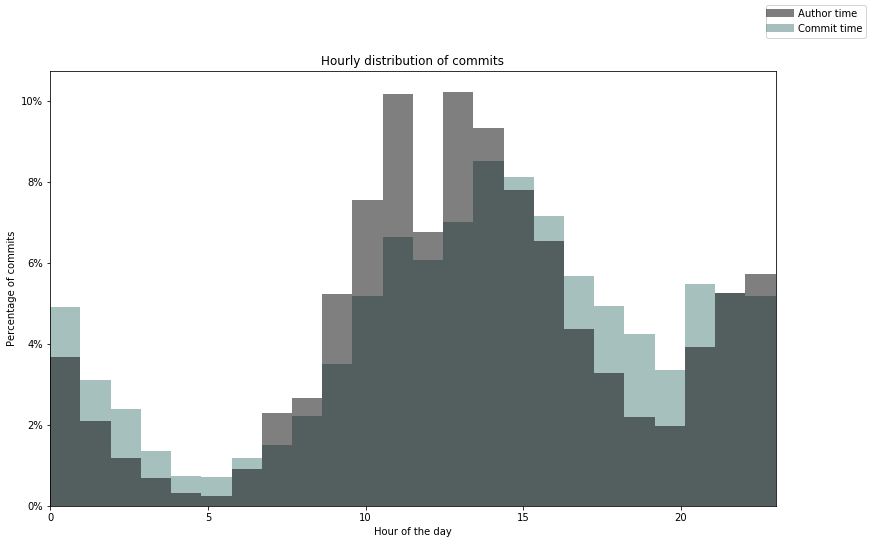 Author time
Commit time
Hourly distribution of commits
10%
8%
6%
4%
2%
0%
Percentage of commits
0 5 10 15 20
Hour of the day